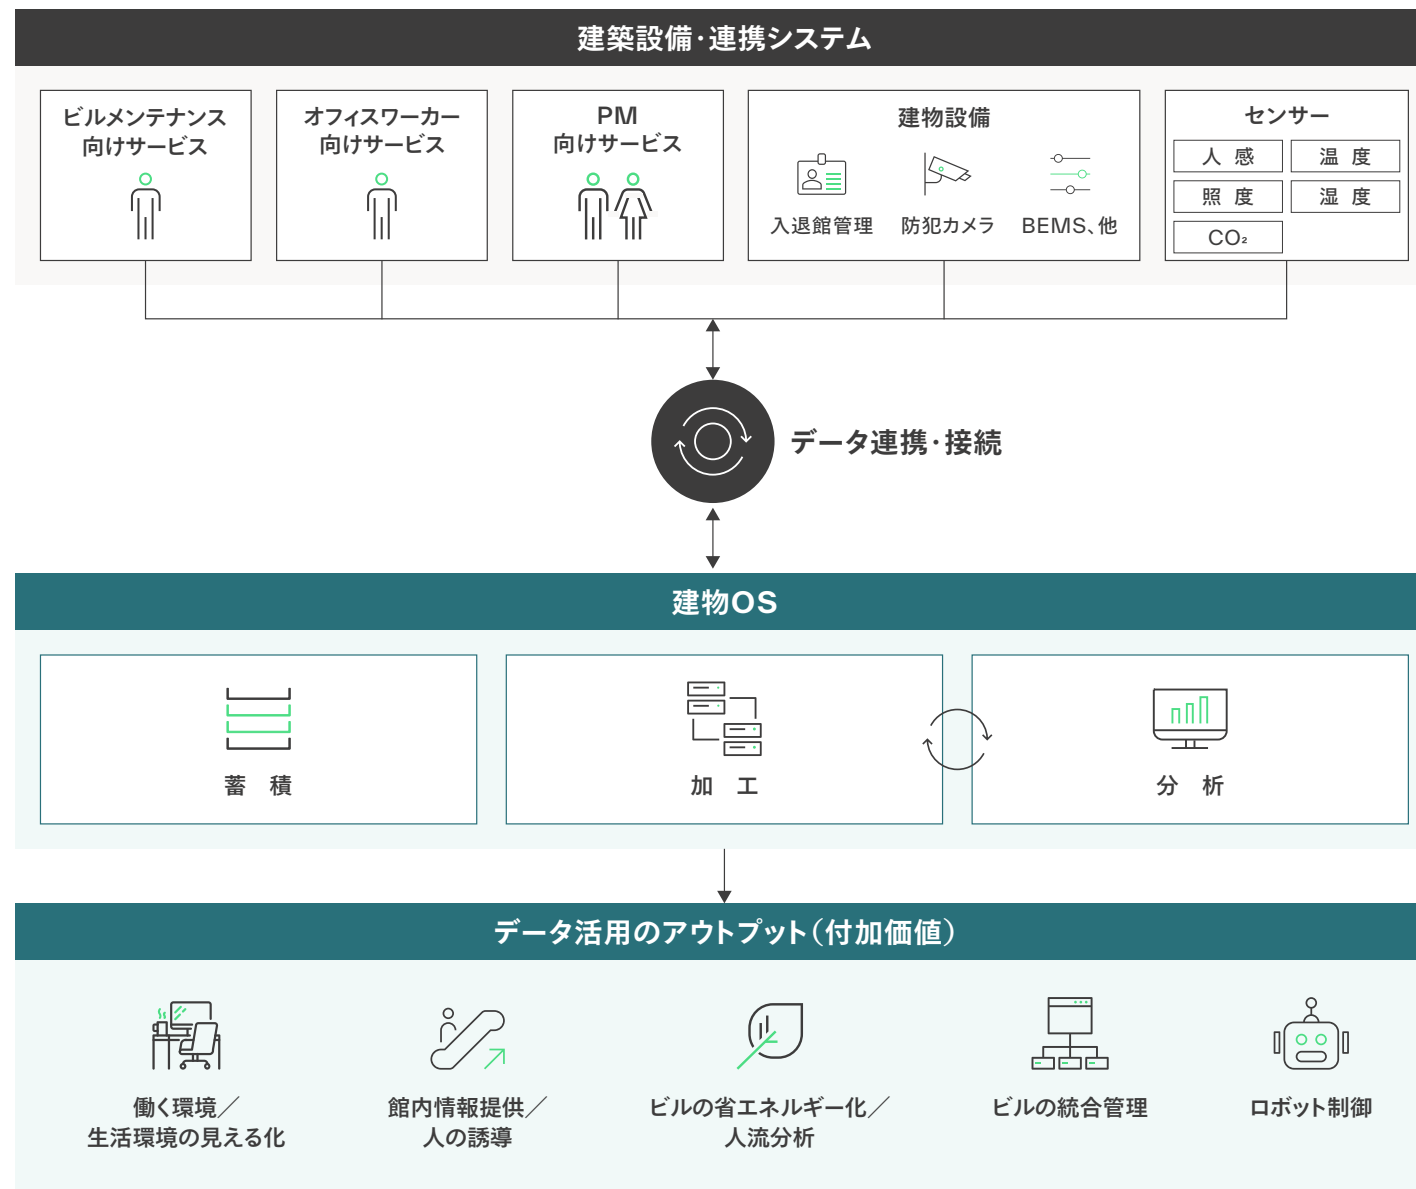 建築設備・連携システム
ビルメンテナンス
向けサービス
オフィスワーカー
向けサービス
PM
向けサービス
建物設備
入退館管理
防犯カメラ
BEMS、他
センサー
人 感
温 度
照 度
湿 度
CO₂
データ連携・接続
建物OS
蓄 積
加 工
分 析
データ活用のアウトプット（付加価値）
働く環境／
生活環境の見える化
館内情報提供／
人の誘導
ビルの省エネルギー化／
人流分析
ビルの統合管理
ロボット制御